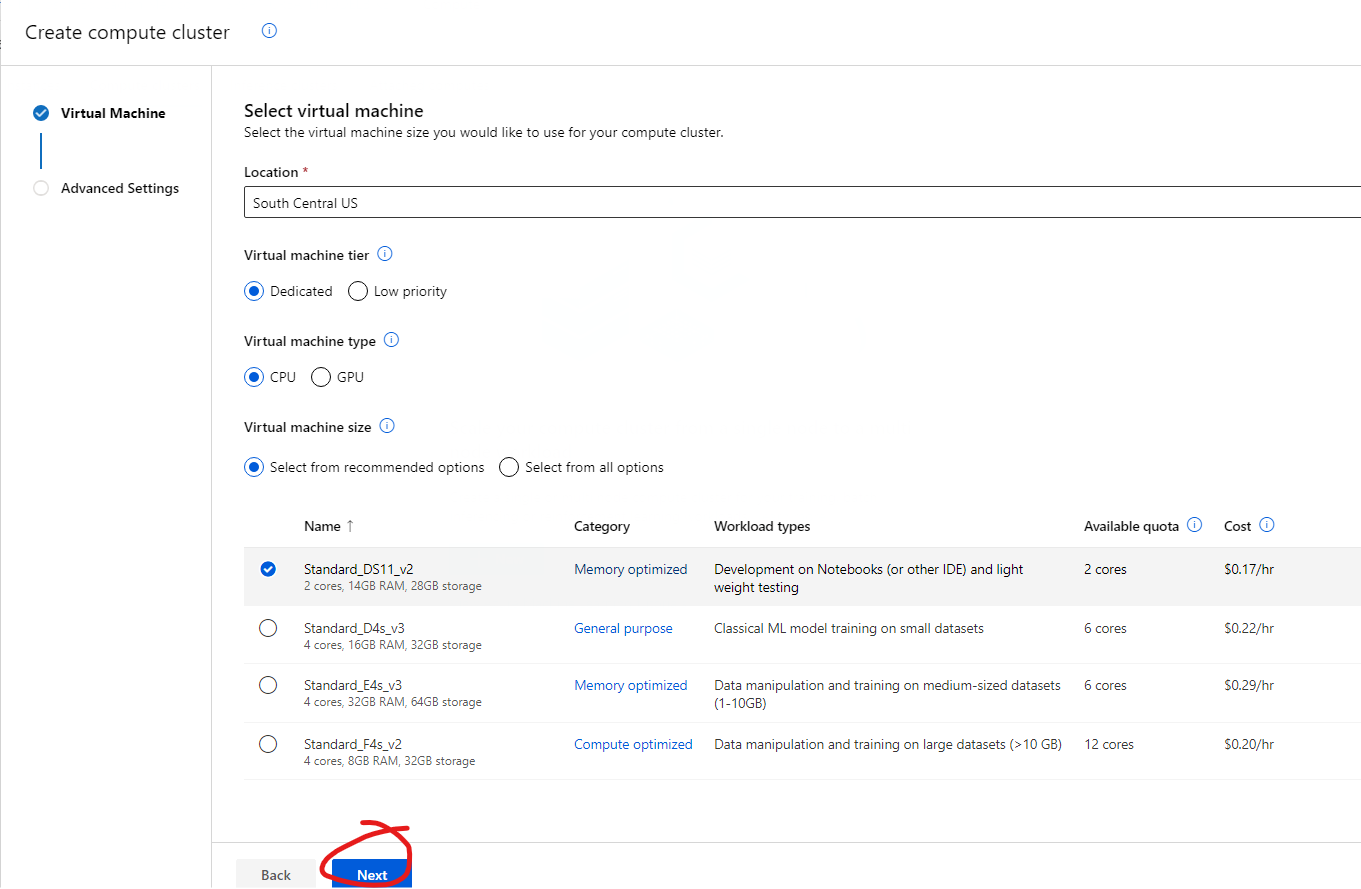 Create compute cluster
Virtual Machine
Advanced Settings
Select virtual machine
Select the virtual machine size you would like to use for your compute cluster.
Location *
South Central US
Virtual machine tier
Dedicated Low priority
Virtual machine type
CPU GPU
Virtual machine size
Select from recommended options Select from all options
Name ↑ Category Workload types Available quota Cost
Standard_DS11_v2 Memory optimized Development on Notebooks (or other IDE) and light 2 cores $0.17/hr
2 cores, 14GB RAM, 28GB storage weight testing
Standard_D4s_v3 General purpose Classical ML model training on small datasets 6 cores $0.22/hr
4 cores, 16GB RAM, 32GB storage
Standard_E4s_v3 Memory optimized Data manipulation and training on medium-sized datasets 6 cores $0.29/hr
4 cores, 32GB RAM, 64GB storage (1-10GB)
Standard_F4s_v2 Compute optimized Data manipulation and training on large datasets (>10 GB) 12 cores $0.20/hr
4 cores, 8GB RAM, 32GB storage
Back Next